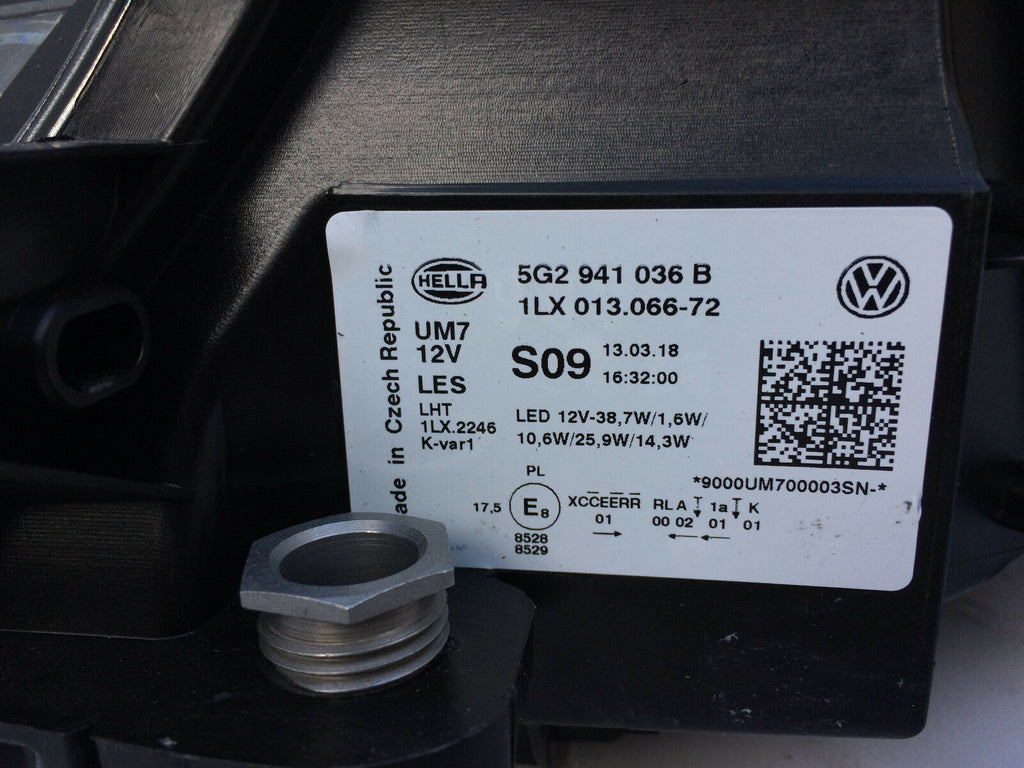 HELLA
5G2 941 036 B
1LX 013.066-72
UM7
12V
LES
S09
13.03.18
16:32:00
LHT
1LX.2246
K-var1
LED 12V-38,7W/1,6W/
10,6W/25,9W/14,3W
ade in Czech Republic
*9000UM700003SN-*
PL
17,5 E8 XCCEERR RL A 1a K
01 00 02 01 01
8528
8529